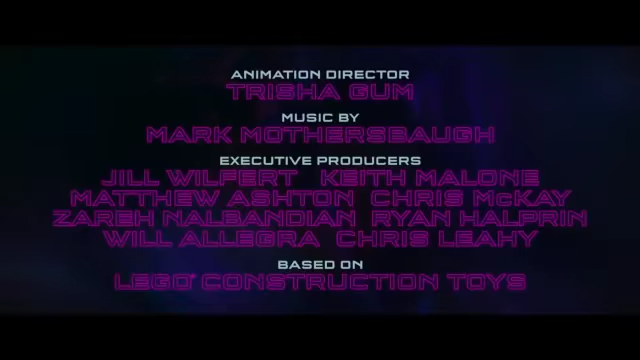 ANIMATION DIRECTOR
TRISHA GUM
MUSIC BY
MARK MOTHERSBAUGH
EXECUTIVE PRODUCERS
JILL WILFERT KEITH MALONE
MATTHEW ASHTON CHRIS McKAY
ZAREH NALBANDIAN RYAN HALPRIN
WILL ALLEGRA CHRIS LEAHY
BASED ON
LEGO® CONSTRUCTION TOYS